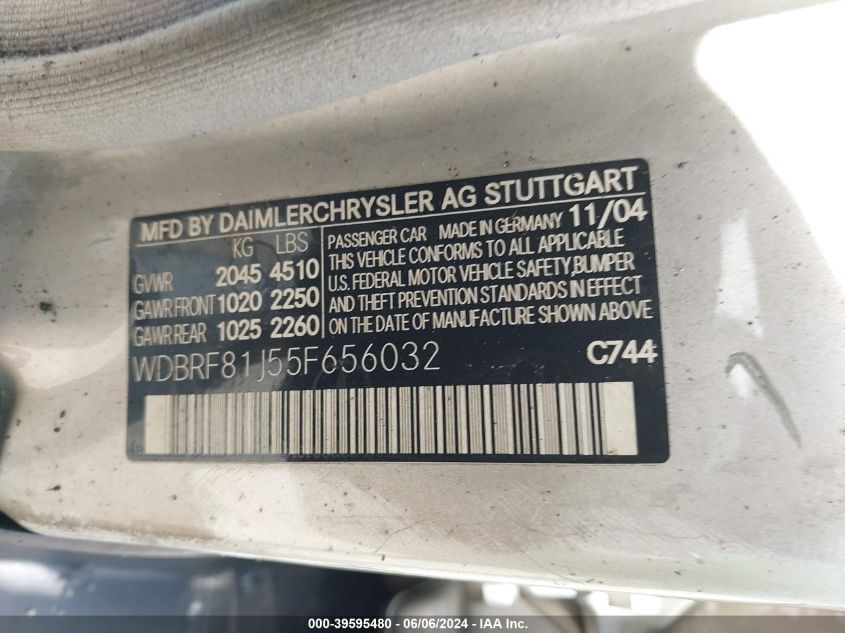 MFD BY DAIMLERCHRYSLER AG STUTTGART
KG LBS
GVWR 2045 4510
GAWR FRONT 1020 2250
GAWR REAR 1025 2260
PASSENGER CAR MADE IN GERMANY 11/04
THIS VEHICLE CONFORMS TO ALL APPLICABLE
U.S. FEDERAL MOTOR VEHICLE SAFETY,BUMPER
AND THEFT PREVENTION STANDARDS IN EFFECT
ON THE DATE OF MANUFACTURE SHOWN ABOVE
WDBRF81J55F656032 C744
000-39595480 - 06/06/2024 - IAA Inc.